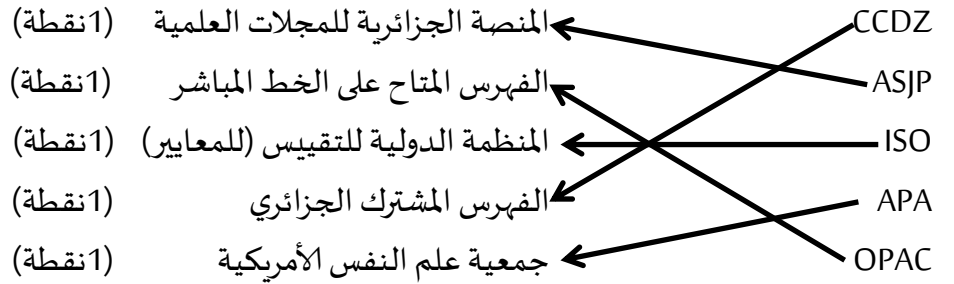 CCDZ المنصة الجزائرية للمجلات العلمية (1نقطة)
ASJP الفهرس المتاح على الخط المباشر (1نقطة)
ISO المنظمة الدولية للتقييس (للمعايير) (1نقطة)
APA الفهرس المشترك الجزائري (1نقطة)
OPAC جمعية علم النفس الأمريكية (1نقطة)